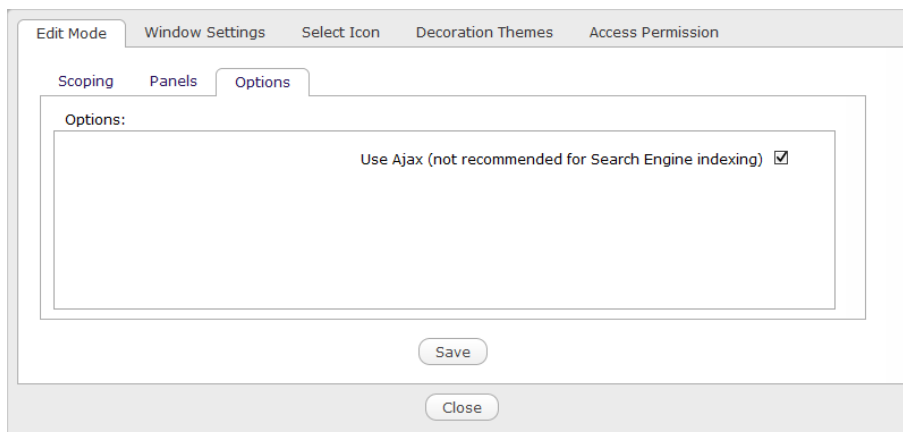 Edit Mode Window Settings Select Icon Decoration Themes Access Permission
Scoping Panels Options
Options:
Use Ajax (not recommended for Search Engine indexing)
Save
Close